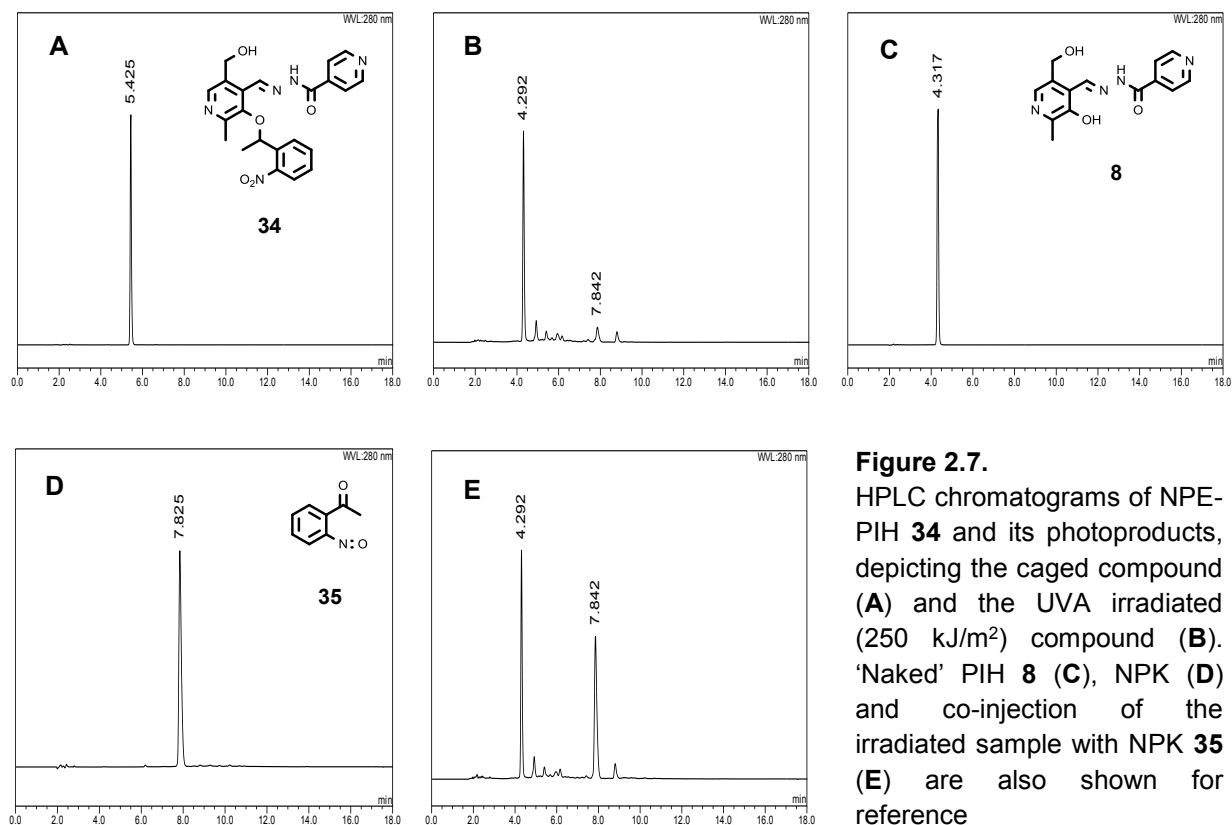 WVL:280 nm
A
5.425
OH
N
N
NH
O
N
O
O₂N
34
min
0.0 2.0 4.0 6.0 8.0 10.0 12.0 14.0 16.0 18.0
WVL:280 nm
B
4.292
7.842
min
0.0 2.0 4.0 6.0 8.0 10.0 12.0 14.0 16.0 18.0
WVL:280 nm
C
4.317
OH
N
N
NH
O
N
OH
8
min
0.0 2.0 4.0 6.0 8.0 10.0 12.0 14.0 16.0 18.0
WVL:280 nm
D
7.825
O
N:O
35
min
0.0 2.0 4.0 6.0 8.0 10.0 12.0 14.0 16.0 18.0
WVL:280 nm
E
4.292
7.842
min
0.0 2.0 4.0 6.0 8.0 10.0 12.0 14.0 16.0 18.0
Figure 2.7.
HPLC chromatograms of NPE-
PIH 34 and its photoproducts,
depicting the caged compound
(A) and the UVA irradiated
(250 kJ/m²) compound (B).
‘Naked’ PIH 8 (C), NPK (D)
and co-injection of the
irradiated sample with NPK 35
(E) are also shown for
reference